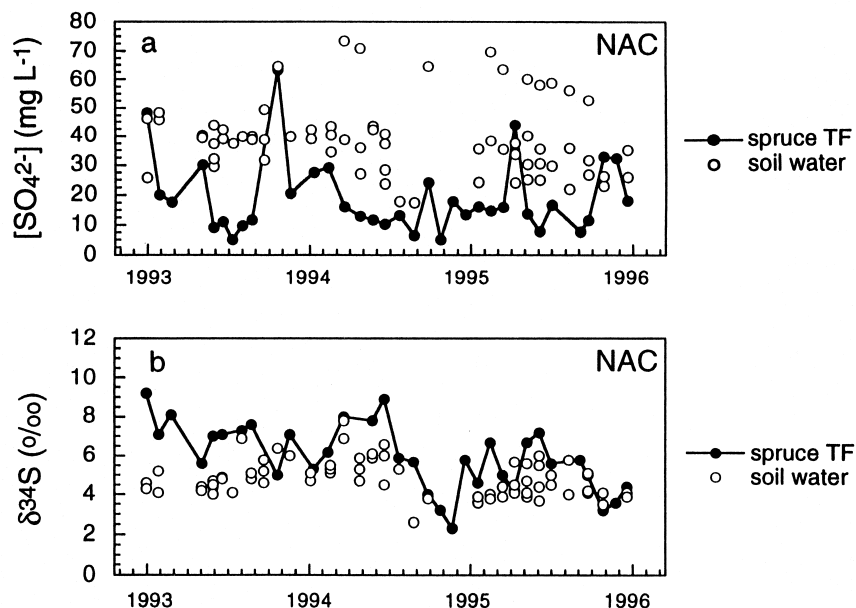 a
NAC
[SO₄²⁻] (mg L⁻¹)
80
70
60
50
40
30
20
10
0
1993
1994
1995
1996
spruce TF
soil water
b
NAC
δ³⁴S (o/oo)
12
10
8
6
4
2
0
1993
1994
1995
1996
spruce TF
soil water